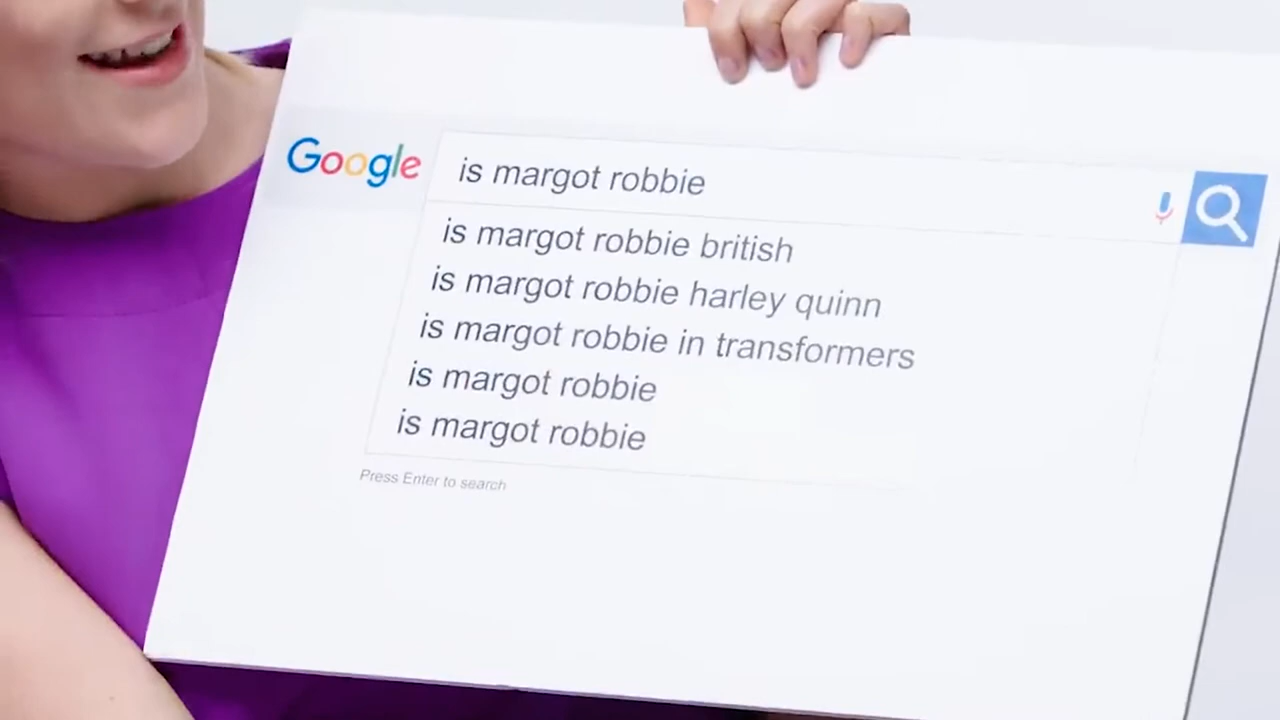 Google
is margot robbie
is margot robbie british
is margot robbie harley quinn
is margot robbie in transformers
is margot robbie
is margot robbie
Press Enter to search